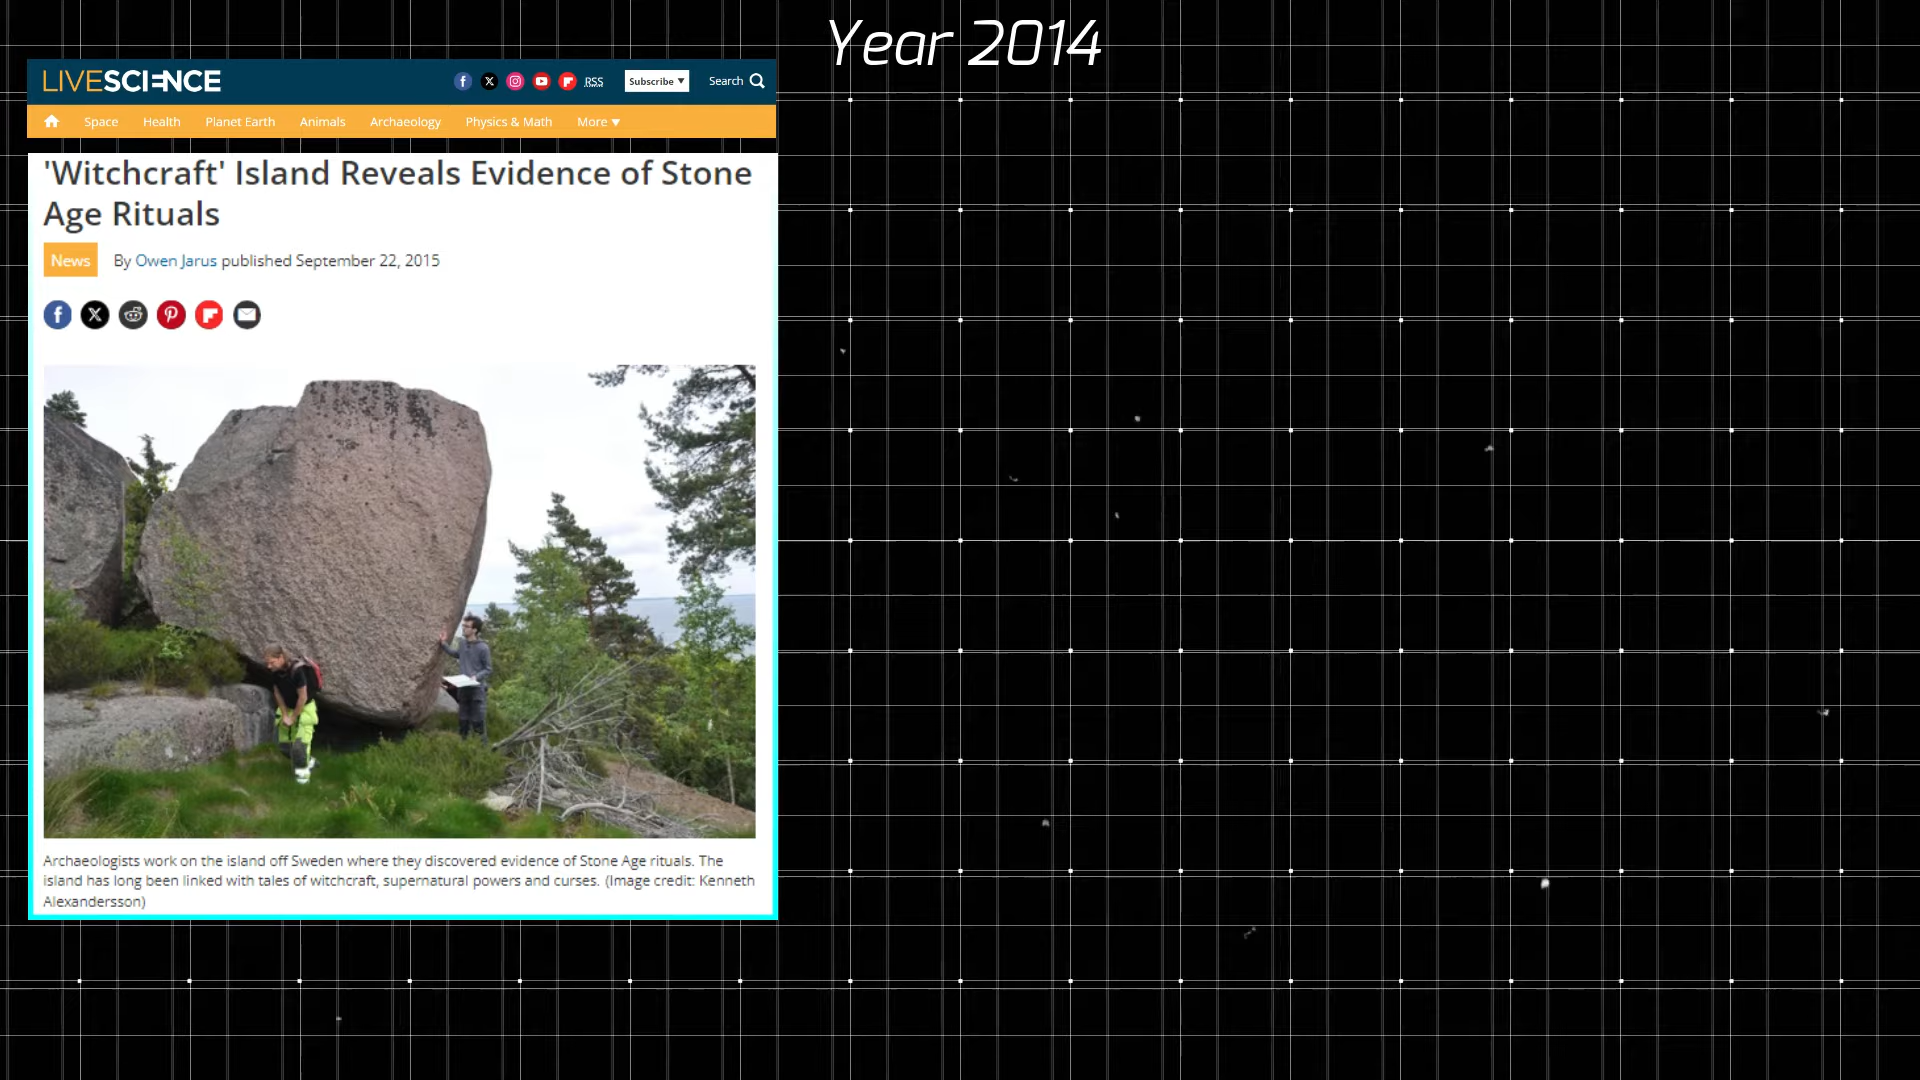 Year 2014
LIVESCIENCE
RSS
Subscribe ▼
Search
Space
Health
Planet Earth
Animals
Archaeology
Physics & Math
More ▼
'Witchcraft' Island Reveals Evidence of Stone
Age Rituals
News
By Owen Jarus published September 22, 2015
Archaeologists work on the island off Sweden where they discovered evidence of Stone Age rituals. The
island has long been linked with tales of witchcraft, supernatural powers and curses. (Image credit: Kenneth
Alexandersson)